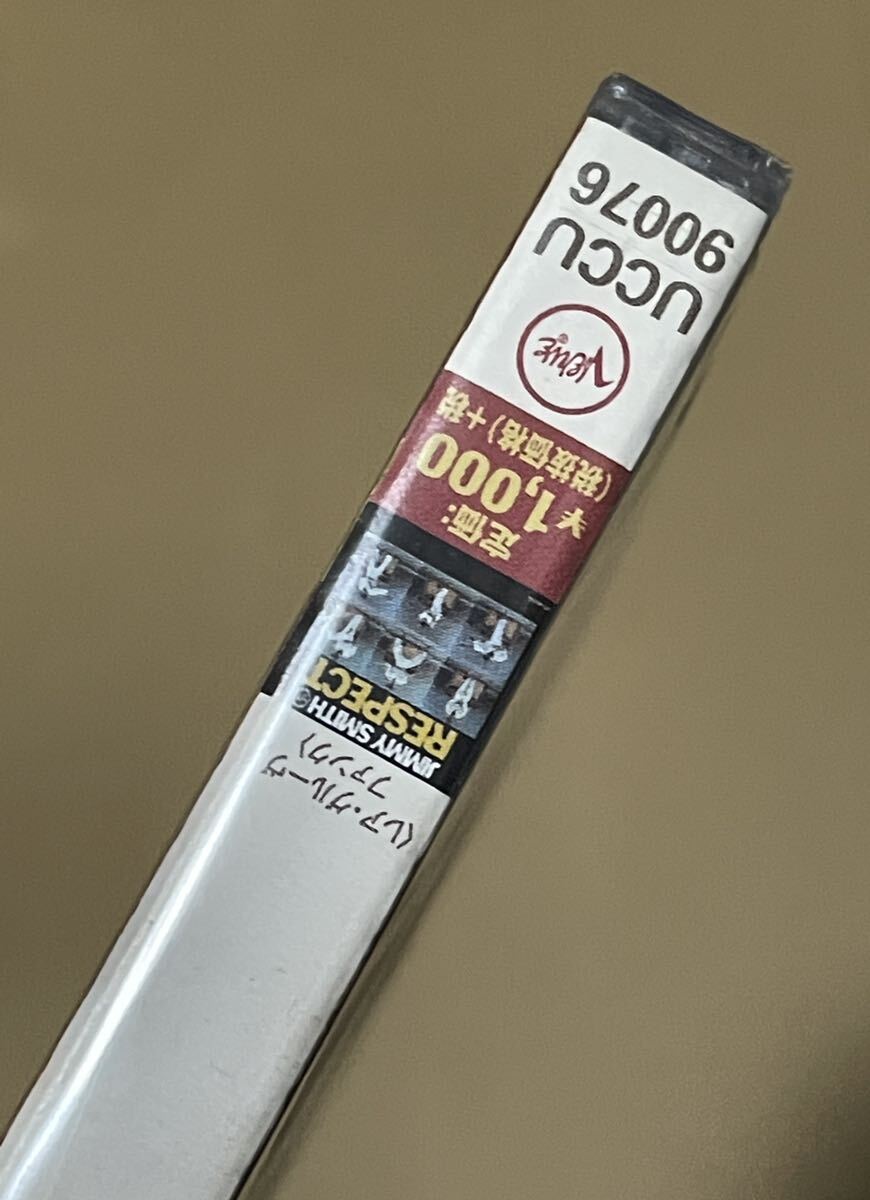 〈レア・グルーヴ
ファンク〉
JIMMY SMITH
RESPECT
定価:
¥1,000
(税抜価格)+税
Verve
UCCU
90076